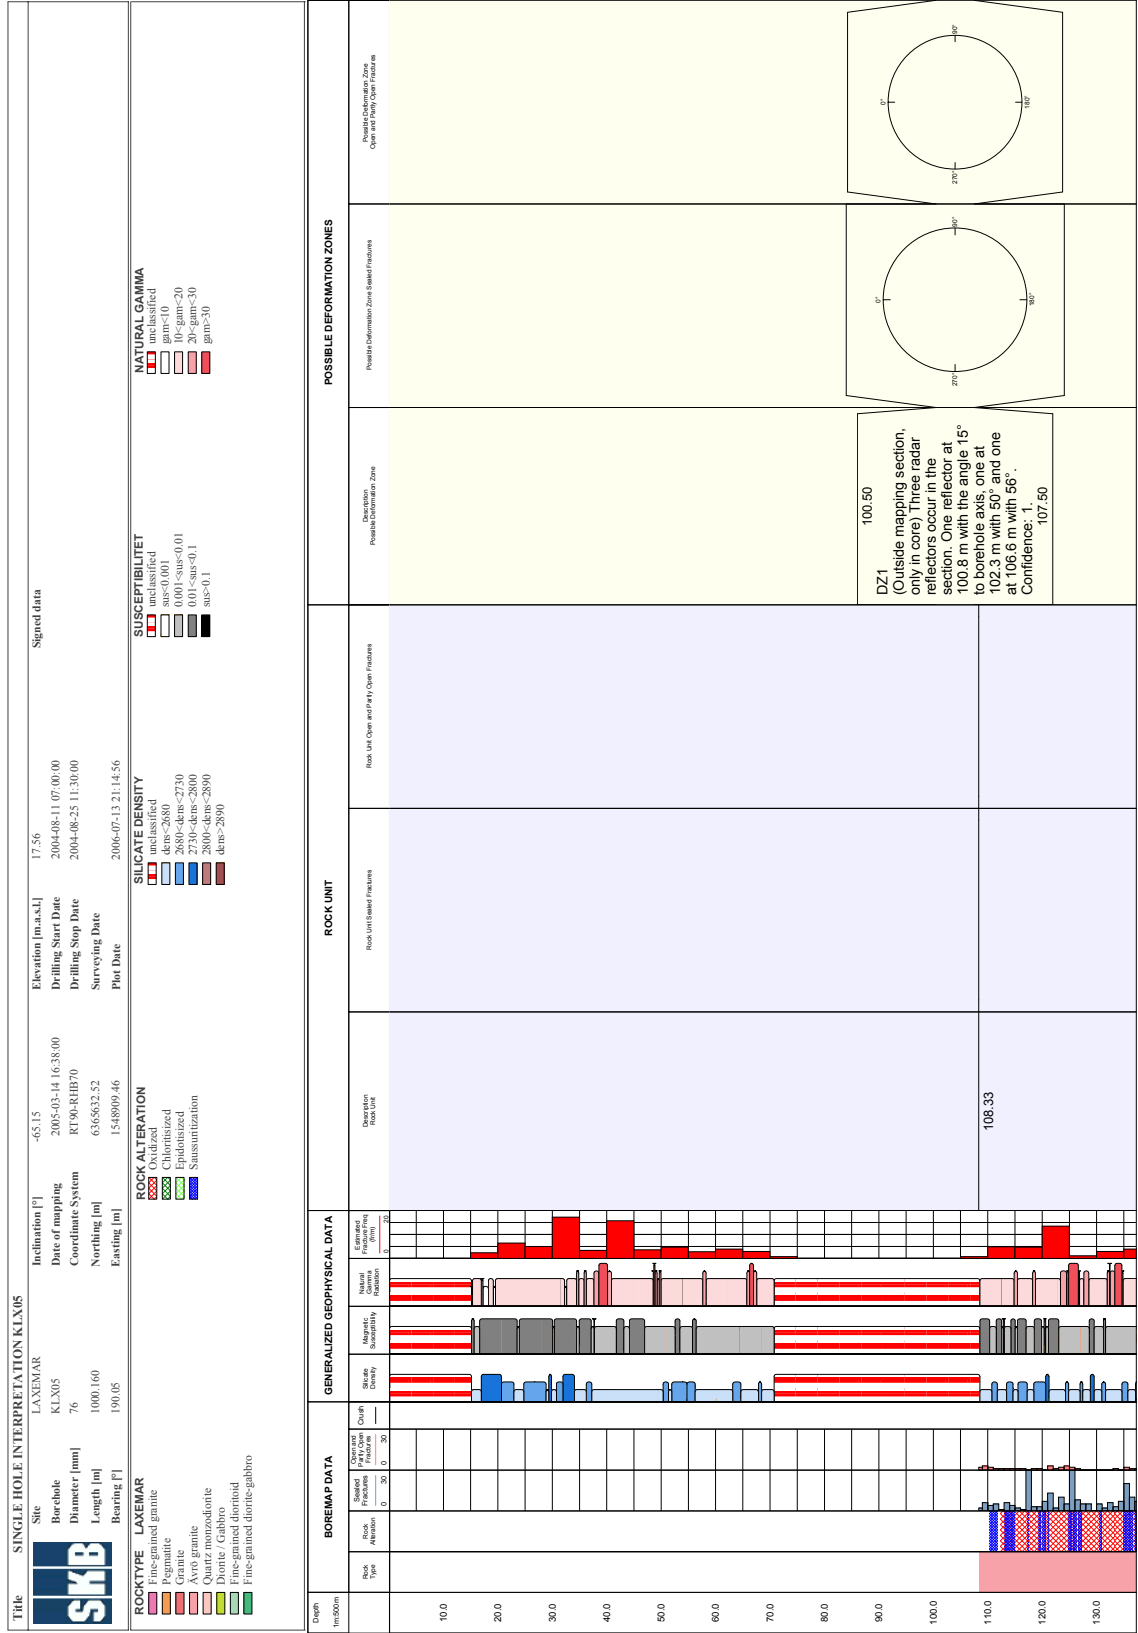 Title SINGLE HOLE INTERPRETATION KLX05
SKB
Site LAXEMAR
Borehole KLX05
Diameter [mm] 76
Length [m] 1000.160
Bearing [°] 190.05
Inclination [°] -65.15
Date of mapping 2005-03-14 16:38:00
Coordinate System RT90-RHB70
Northing [m] 6365632.52
Easting [m] 1548909.46
Elevation [m.a.s.l.] 17.56
Drilling Start Date 2004-08-11 07:00:00
Drilling Stop Date 2004-08-25 11:30:00
Surveying Date
Plot Date 2006-07-13 21:14:56
Signed data
ROCKTYPE LAXEMAR
Fine-grained granite
Pegmatite
Granite
Ävrö granite
Quartz monzodiorite
Diorite / Gabbro
Fine-grained dioritoid
Fine-grained diorite-gabbro
ROCK ALTERATION
Oxidized
Chloritisized
Epidotisized
Saussuritization
SILICATE DENSITY
unclassified
dens<2680
2680<dens<2730
2730<dens<2800
2800<dens<2890
dens>2890
SUSCEPTIBILITET
unclassified
sus<0.001
0.001<sus<0.01
0.01<sus<0.1
sus>0.1
NATURAL GAMMA
unclassified
gam<10
10<gam<20
20<gam<30
gam>30
Depth
1m:500m
BOREMAP DATA
GENERALIZED GEOPHYSICAL DATA
ROCK UNIT
POSSIBLE DEFORMATION ZONES
Rock
Type
Rock
Alteration
Sealed
Fractures
0 30
Open and
Partly Open
Fractures
0 30
Crush
Silicate
Density
Magnetic
Susceptibility
Natural
Gamma
Radiation
Estimated
Fracture Freq
(fr/m)
0 20
Description
Rock Unit
Rock Unit Sealed Fractures
Rock Unit Open and Partly Open Fractures
Description
Possible Deformation Zone
Possible Deformation Zone Sealed Fractures
Possible Deformation Zone
Open and Partly Open Fractures
10.0
20.0
30.0
40.0
50.0
60.0
70.0
80.0
90.0
100.0
110.0
120.0
130.0
108.33
100.50
DZ1
(Outside mapping section,
only in core) Three radar
reflectors occur in the
section. One reflector at
100.8 m with the angle 15°
to borehole axis, one at
102.3 m with 50° and one
at 106.6 m with 56°.
Confidence: 1.
107.50
0°
90°
180°
270°
0°
90°
180°
270°